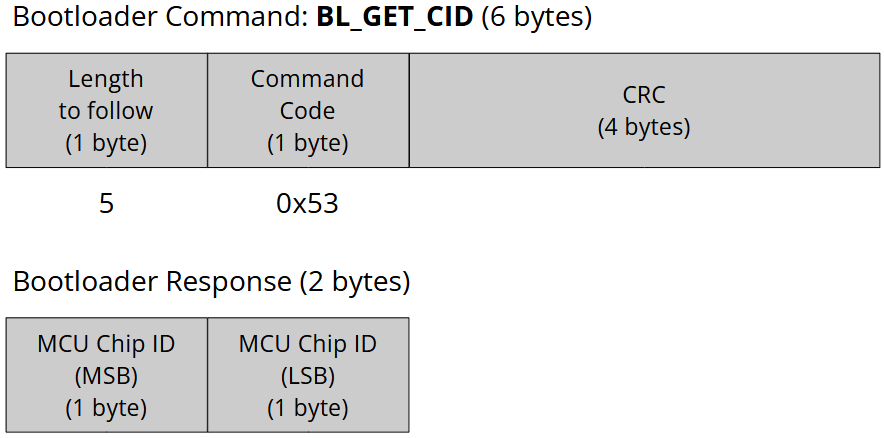 Bootloader Command: BL_GET_CID (6 bytes)
Length
to follow
(1 byte)
Command
Code
(1 byte)
CRC
(4 bytes)
5
0x53
Bootloader Response (2 bytes)
MCU Chip ID
(MSB)
(1 byte)
MCU Chip ID
(LSB)
(1 byte)